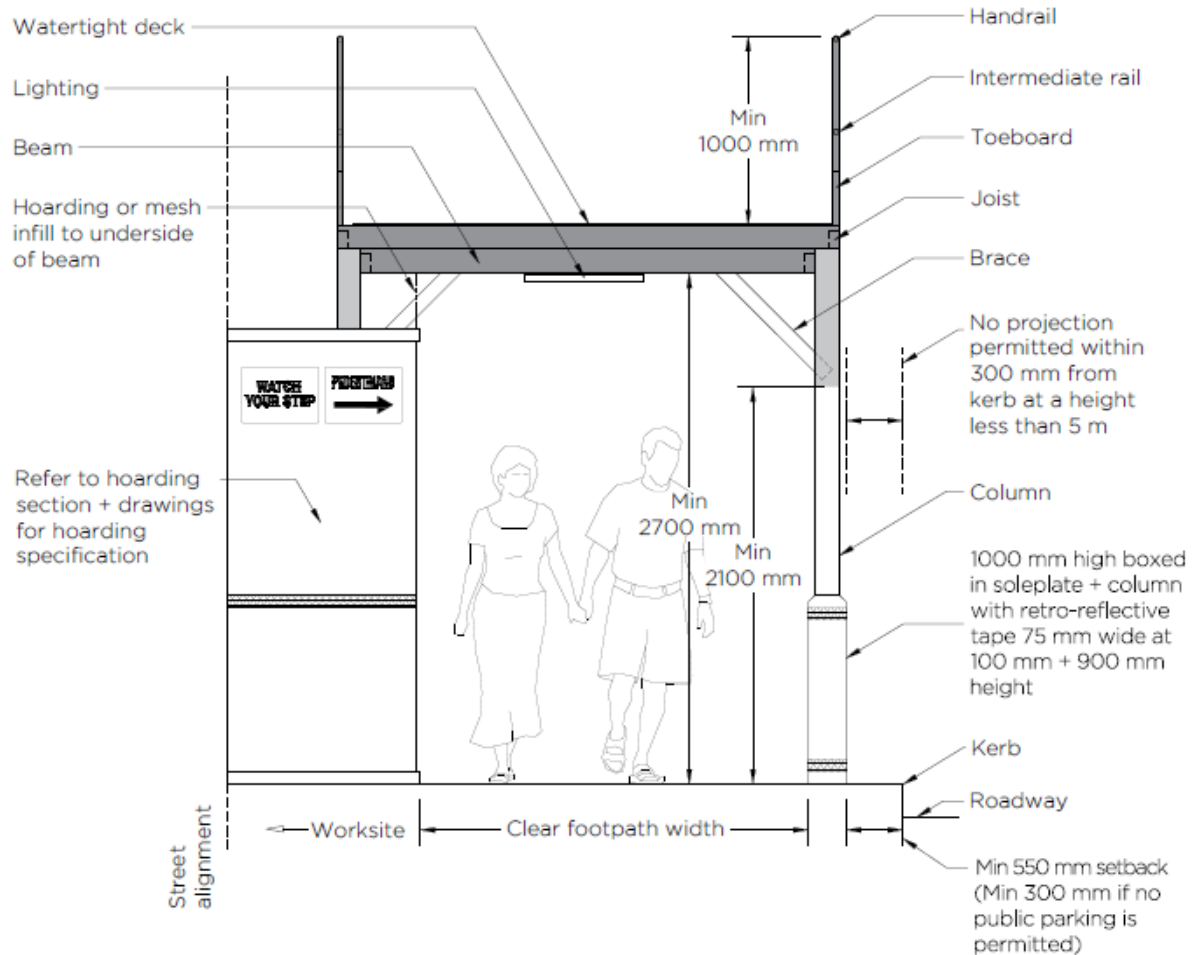 Watertight deck
Lighting
Beam
Hoarding or mesh
infill to underside
of beam
WATCH
YOUR STEP
PEDESTRIANS
Refer to hoarding
section + drawings
for hoarding
specification
Min
1000 mm
Min
2700 mm
Min
2100 mm
Handrail
Intermediate rail
Toeboard
Joist
Brace
No projection
permitted within
300 mm from
kerb at a height
less than 5 m
Column
1000 mm high boxed
in soleplate + column
with retro-reflective
tape 75 mm wide at
100 mm + 900 mm
height
Kerb
Roadway
Min 550 mm setback
(Min 300 mm if no
public parking is
permitted)
Street
alignment
Worksite
Clear footpath width